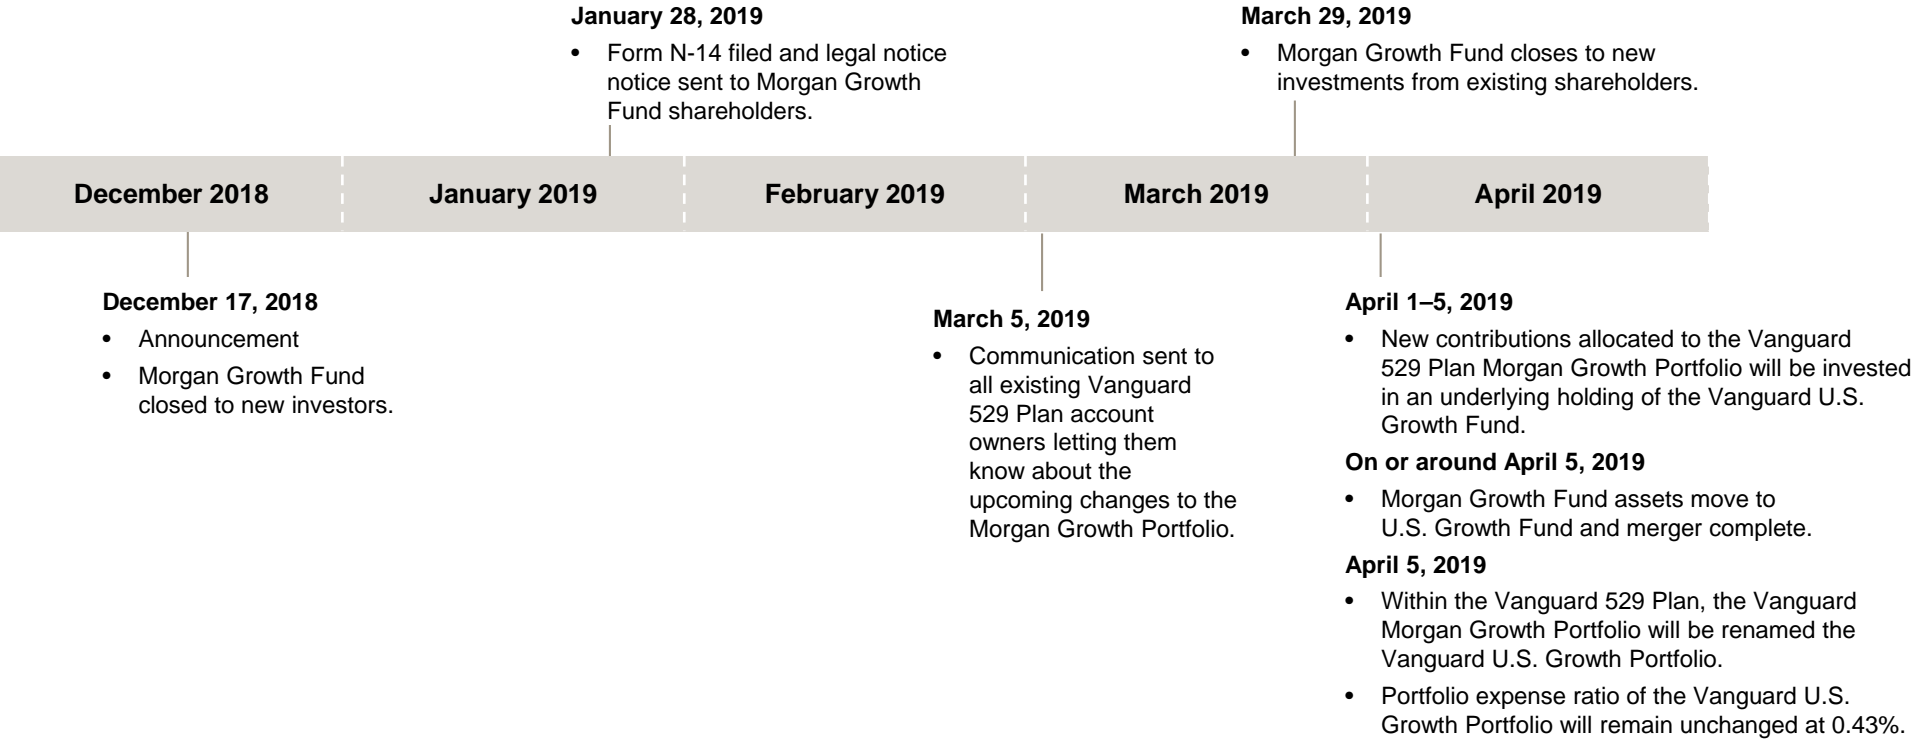 January 28, 2019
• Form N-14 filed and legal notice
notice sent to Morgan Growth
Fund shareholders.
March 29, 2019
• Morgan Growth Fund closes to new
investments from existing shareholders.
December 2018
January 2019
February 2019
March 2019
April 2019
December 17, 2018
• Announcement
• Morgan Growth Fund
closed to new investors.
March 5, 2019
• Communication sent to
all existing Vanguard
529 Plan account
owners letting them
know about the
upcoming changes to the
Morgan Growth Portfolio.
April 1–5, 2019
• New contributions allocated to the Vanguard
529 Plan Morgan Growth Portfolio will be invested
in an underlying holding of the Vanguard U.S.
Growth Fund.
On or around April 5, 2019
• Morgan Growth Fund assets move to
U.S. Growth Fund and merger complete.
April 5, 2019
• Within the Vanguard 529 Plan, the Vanguard
Morgan Growth Portfolio will be renamed the
Vanguard U.S. Growth Portfolio.
• Portfolio expense ratio of the Vanguard U.S.
Growth Portfolio will remain unchanged at 0.43%.